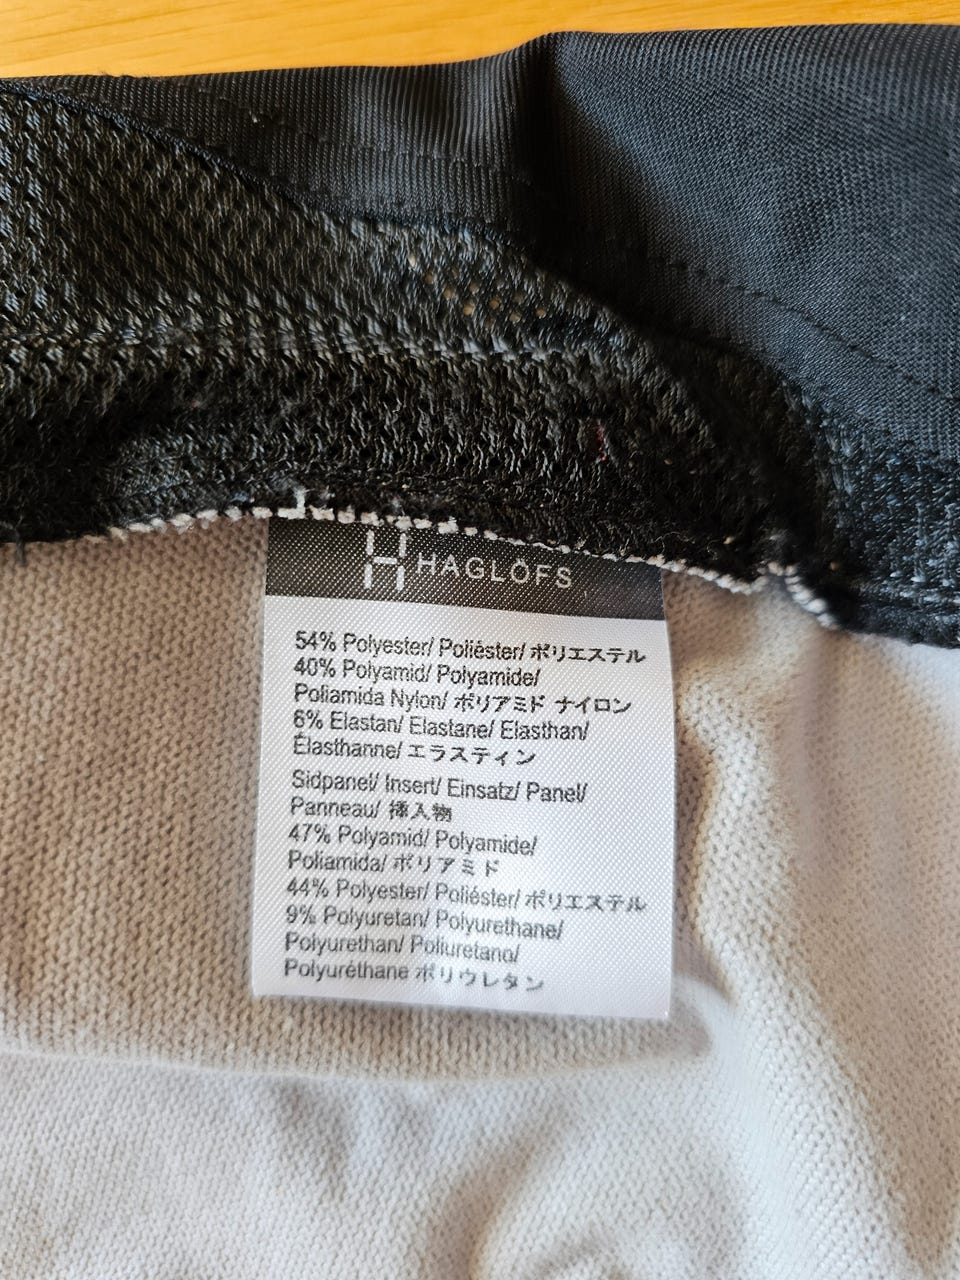 HAGLÖFS
54% Polyester/ Poliéster/ ポリエステル
40% Polyamid/ Polyamide/
Poliamida Nylon/ ポリアミド ナイロン
6% Elastan/ Elastane/ Elasthan/
Élasthanne/ エラスティン
Sidpanel/ Insert/ Einsatz/ Panel/
Panneau/ 挿入物
47% Polyamid/ Polyamide/
Poliamida/ ポリアミド
44% Polyester/ Poliéster/ ポリエステル
9% Polyuretan/ Polyurethane/
Polyurethan/ Poliuretano/
Polyuréthane ポリウレタン